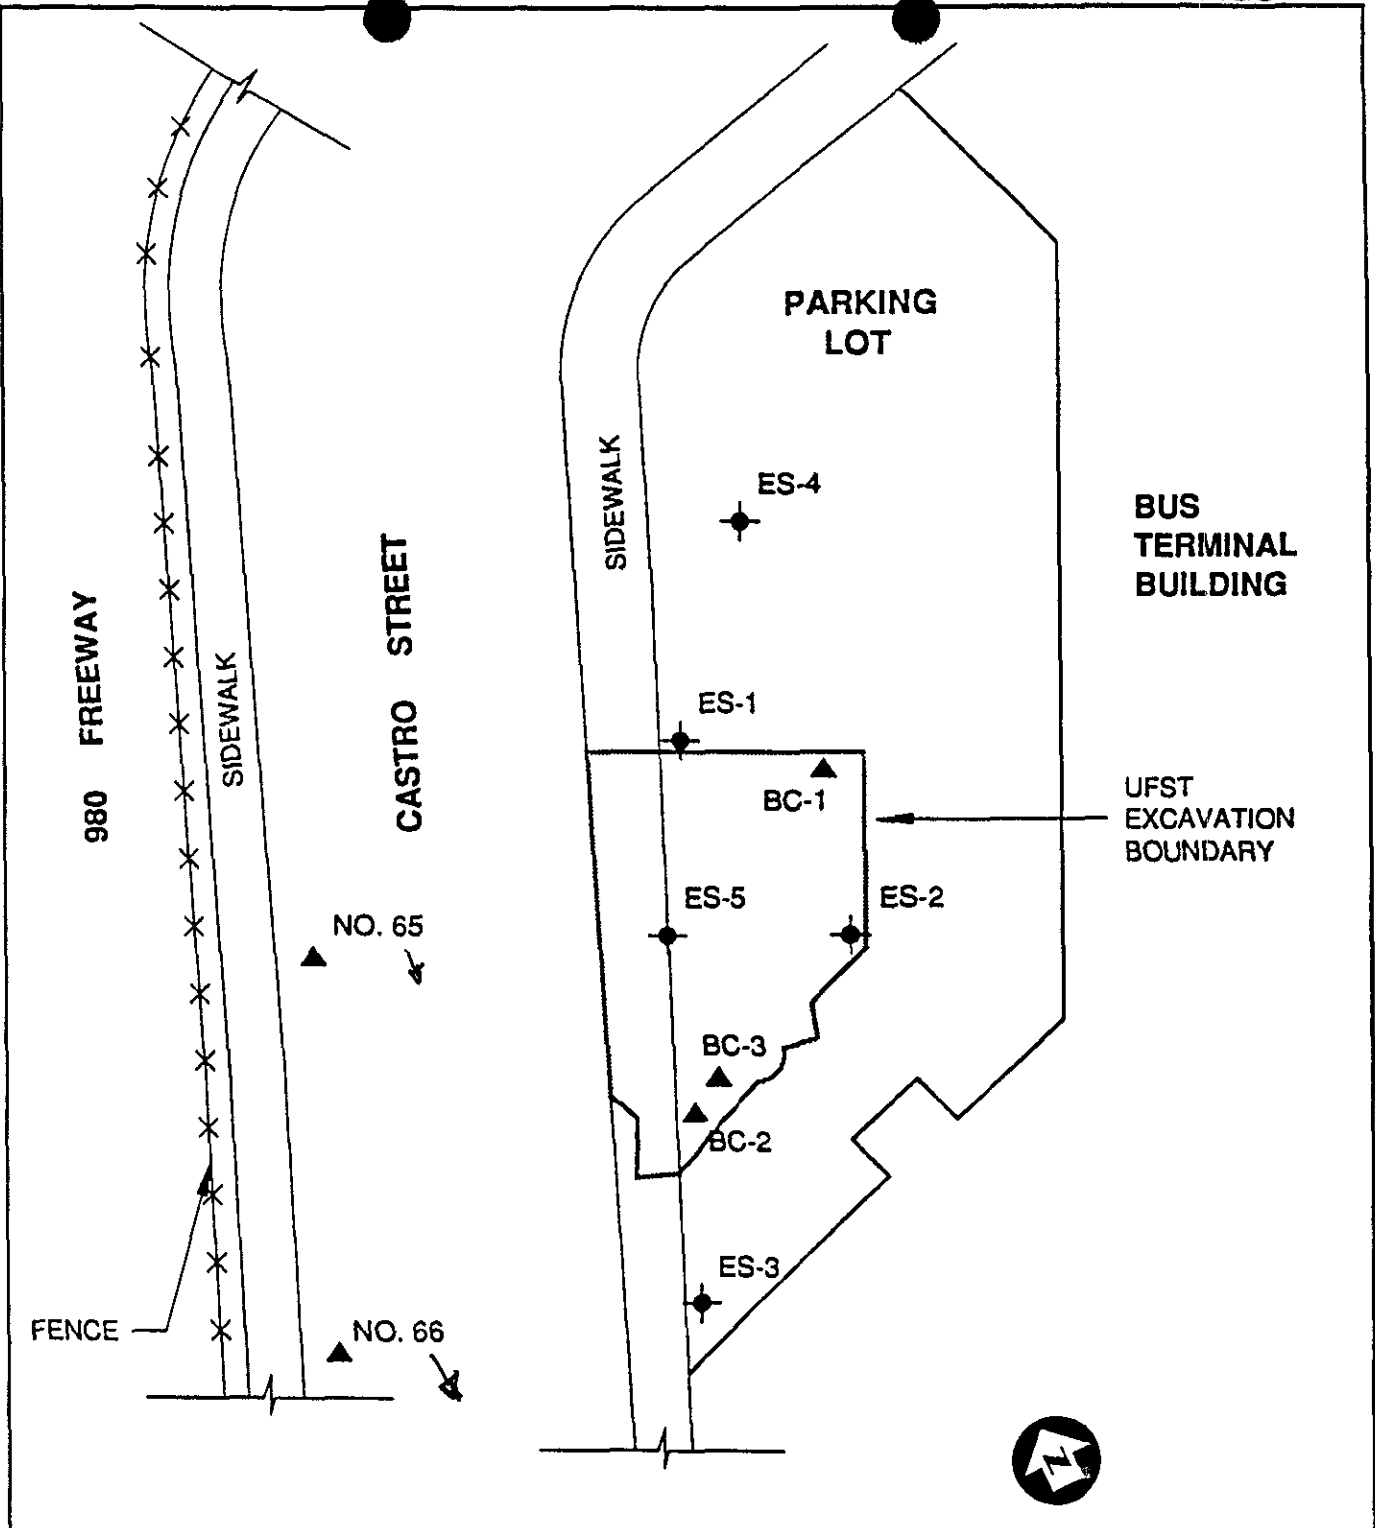 PARKING
LOT
SIDEWALK
ES-4
BUS
TERMINAL
BUILDING
980 FREEWAY
SIDEWALK
CASTRO STREET
ES-1
BC-1
UFST
EXCAVATION
BOUNDARY
ES-5
ES-2
NO. 65
BC-3
BC-2
ES-3
FENCE
NO. 66
N